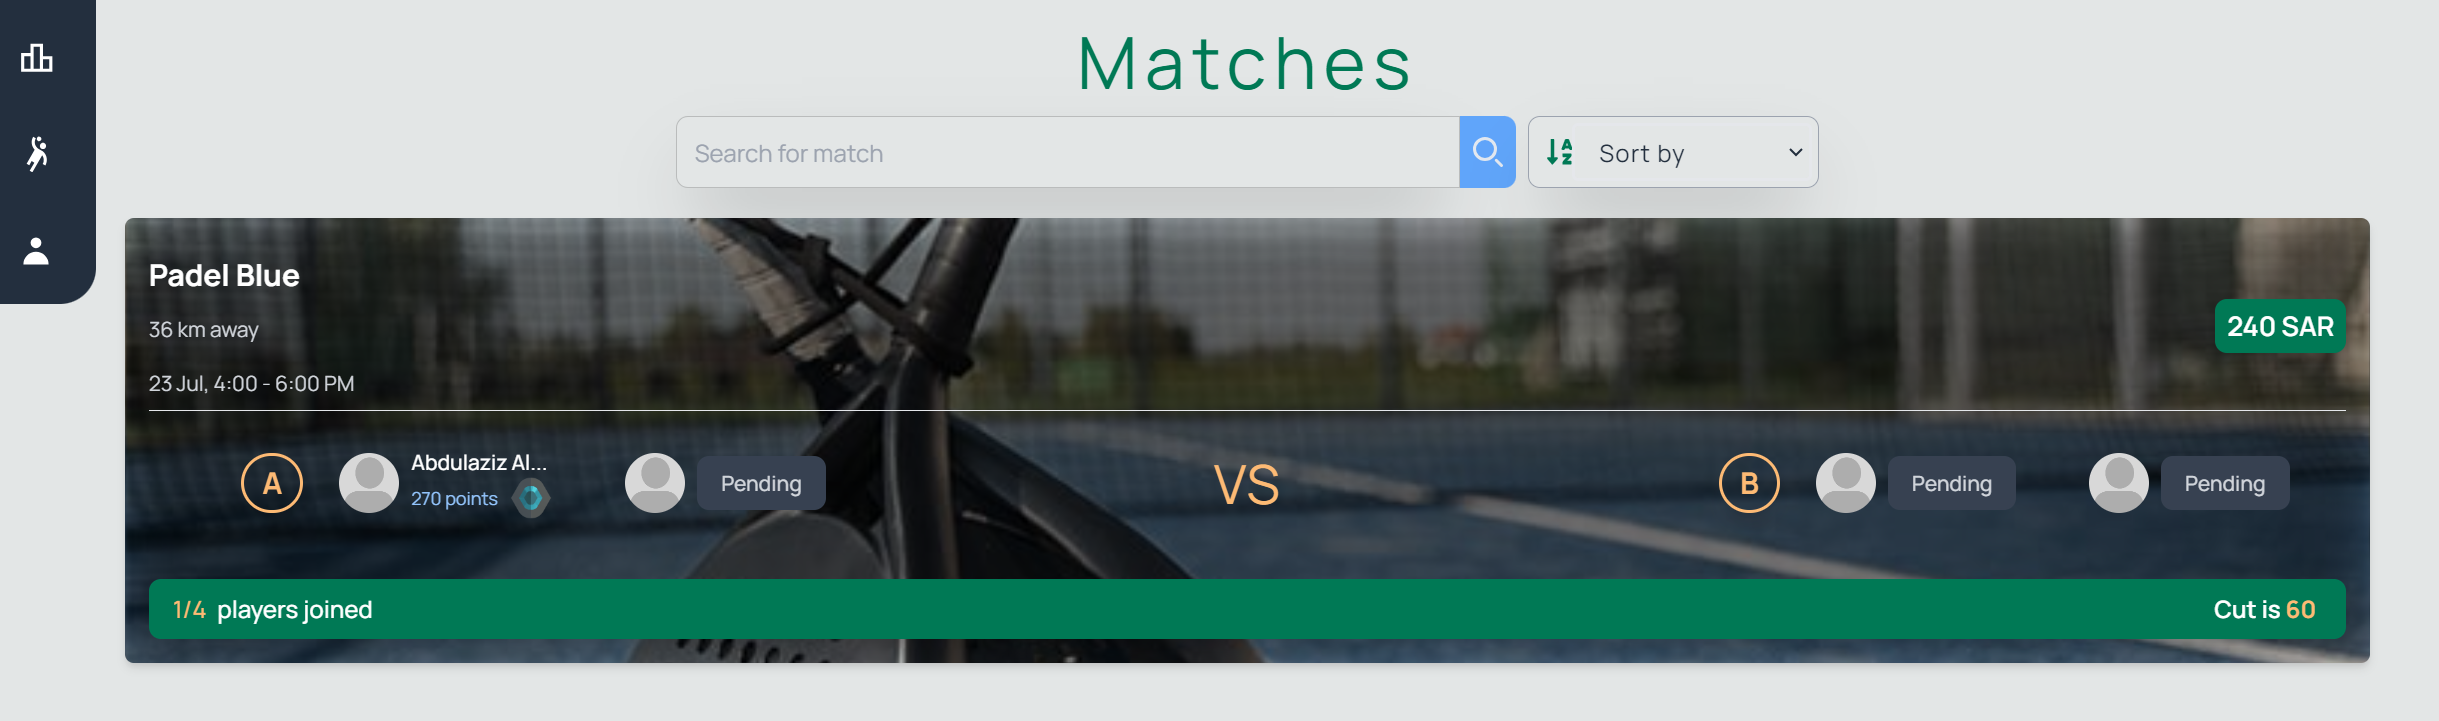 Matches
Search for match
Sort by
Padel Blue
36 km away
240 SAR
23 Jul, 4:00 - 6:00 PM
A
Abdulaziz Al...
270 points
Pending
VS
B
Pending
Pending
1/4 players joined
Cut is 60